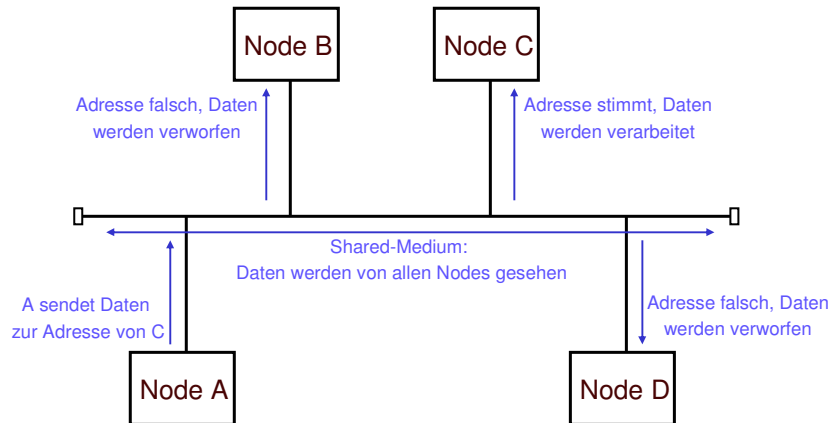 Node B
Node C
Adresse falsch, Daten
werden verworfen
Adresse stimmt, Daten
werden verarbeitet
Shared-Medium:
Daten werden von allen Nodes gesehen
A sendet Daten
zur Adresse von C
Adresse falsch, Daten
werden verworfen
Node A
Node D